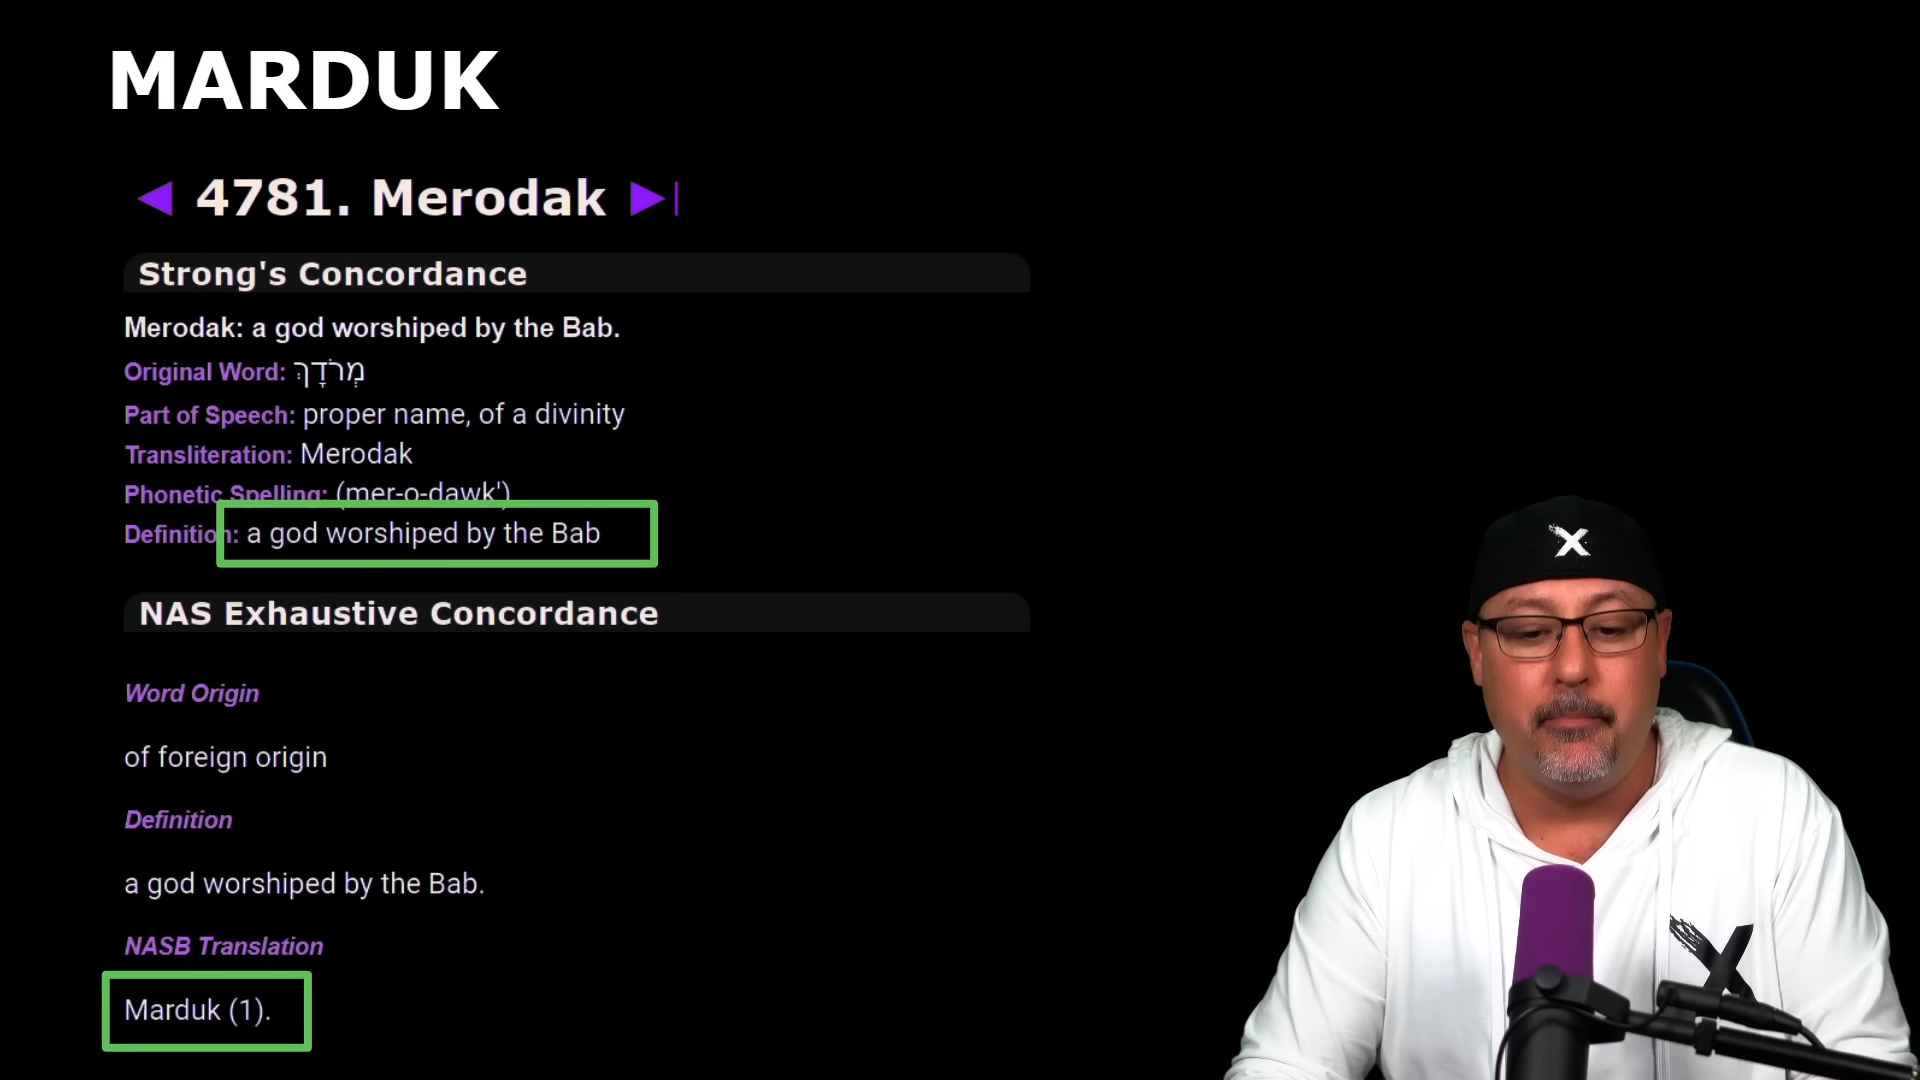 MARDUK
◄ 4781. Merodak ►|
Strong's Concordance
Merodak: a god worshiped by the Bab.
Original Word: מְרֹדָךְ
Part of Speech: proper name, of a divinity
Transliteration: Merodak
Phonetic Spelling: (mer-o-dawk')
Definition: a god worshiped by the Bab
NAS Exhaustive Concordance
Word Origin
of foreign origin
Definition
a god worshiped by the Bab.
NASB Translation
Marduk (1).
X
X